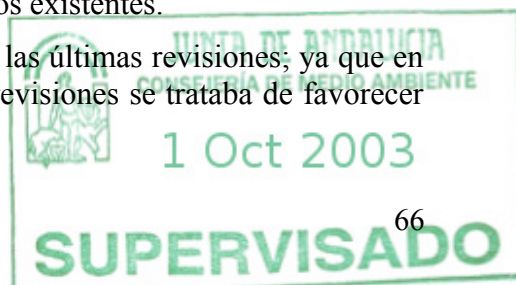 os existentes.
las últimas revisiones; ya que en
evisiones se trataba de favorecer
JUNTA DE ANDALUCIA
CONSEJERÍA DE MEDIO AMBIENTE
1 Oct 2003
66
SUPERVISADO